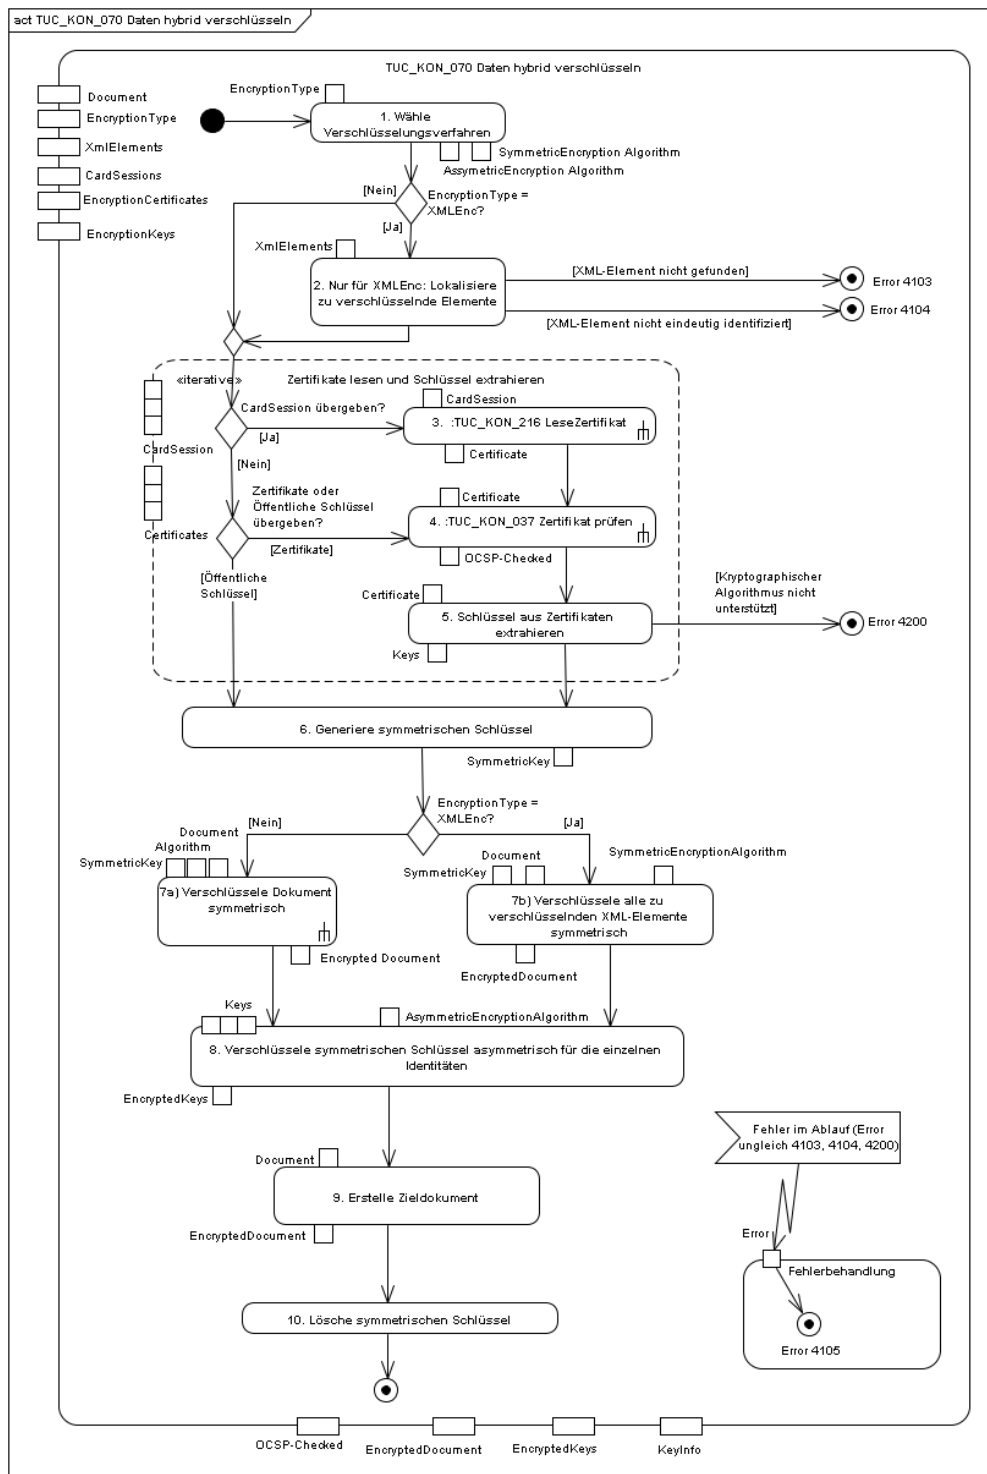 act TUC_KON_070 Daten hybrid verschlüsseln
TUC_KON_070 Daten hybrid verschlüsseln
Document
EncryptionType
XmlElements
CardSessions
EncryptionCertificates
EncryptionKeys
EncryptionType
1. Wähle
Verschlüsselungsverfahren
SymmetricEncryption Algorithm
AssymetricEncryption Algorithm
[Nein]
EncryptionType =
XMLEnc?
[Ja]
XmlElements
2. Nur für XMLEnc: Lokalisiere
zu verschlüsselnde Elemente
[XML-Element nicht gefunden]
Error 4103
Error 4104
[XML-Element nicht eindeutig identifiziert]
«iterative»
Zertifikate lesen und Schlüssel extrahieren
CardSession übergeben?
CardSession
3. :TUC_KON_216 LeseZertifikat
[Ja]
CardSession
Certificate
[Nein]
Zertifikate oder
Öffentliche Schlüssel
übergeben?
Certificate
4. :TUC_KON_037 Zertifikat prüfen
Certificates
[Zertifikate]
OCSP-Checked
[Öffentliche
Schlüssel]
Certificate
5. Schlüssel aus Zertifikaten
extrahieren
Keys
[Kryptographischer
Algorithmus nicht
unterstützt]
Error 4200
6. Generiere symmetrischen Schlüssel
SymmetricKey
EncryptionType =
XMLEnc?
[Nein]
[Ja]
Document
Algorithm
SymmetricKey
7a) Verschlüssele Dokument
symmetrisch
Encrypted Document
Document
SymmetricKey
SymmetricEncryptionAlgorithm
7b) Verschlüssele alle zu
verschlüsselnden XML-Elemente
symmetrisch
EncryptedDocument
Keys
AsymmetricEncryptionAlgorithm
8. Verschlüssele symmetrischen Schlüssel asymmetrisch für die einzelnen
Identitäten
EncryptedKeys
Document
9. Erstelle Zieldokument
EncryptedDocument
10. Lösche symmetrischen Schlüssel
Fehler im Ablauf (Error
ungleich 4103, 4104, 4200)
Error
Fehlerbehandlung
Error 4105
OCSP-Checked
EncryptedDocument
EncryptedKeys
KeyInfo